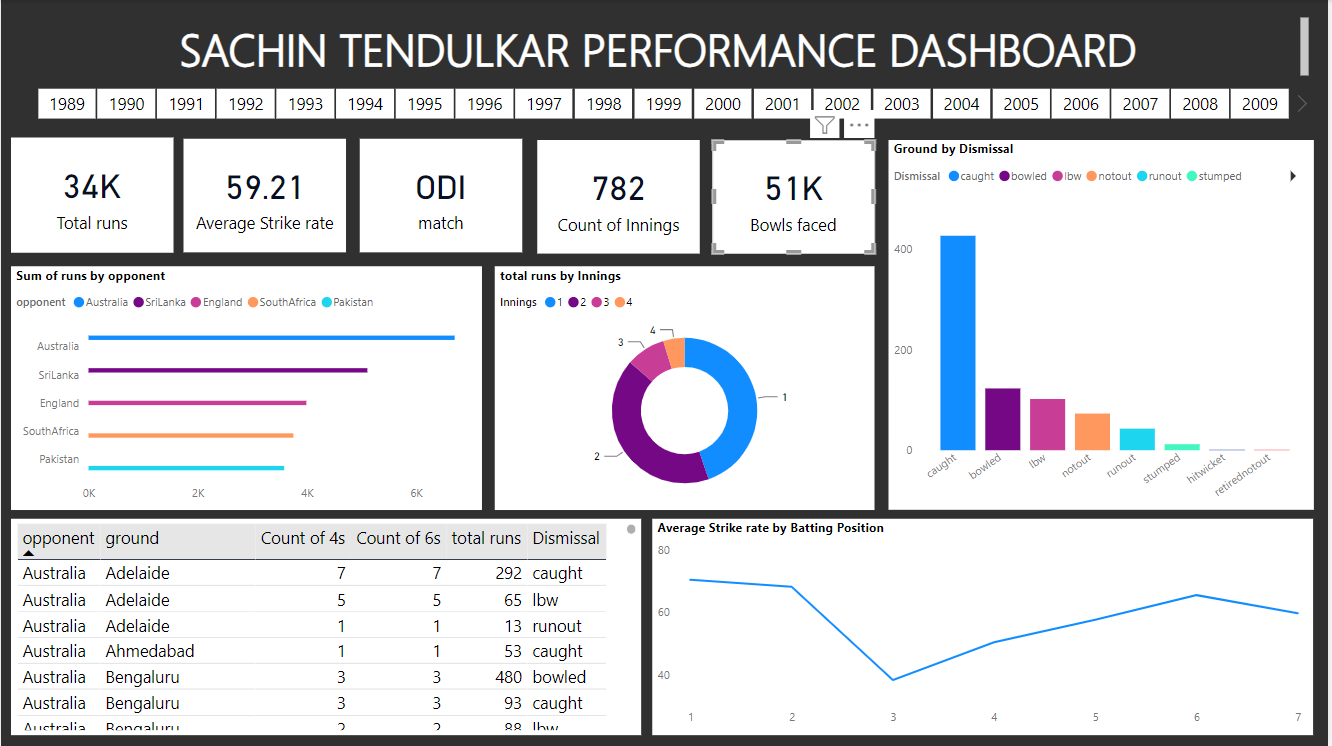 SACHIN TENDULKAR PERFORMANCE DASHBOARD
1989 1990 1991 1992 1993 1994 1995 1996 1997 1998 1999 2000 2001 2002 2003 2004 2005 2006 2007 2008 2009
34K
Total runs
59.21
Average Strike rate
ODI
match
782
Count of Innings
51K
Bowls faced
Ground by Dismissal
Dismissal caught bowled lbw notout runout stumped
400
200
0
caught bowled lbw notout runout stumped hitwicket retirednotout
Sum of runs by opponent
opponent Australia SriLanka England SouthAfrica Pakistan
Australia
SriLanka
England
SouthAfrica
Pakistan
0K 2K 4K 6K
total runs by Innings
Innings 1 2 3 4
4
3
1
2
opponent ground Count of 4s Count of 6s total runs Dismissal
Australia Adelaide 7 7 292 caught
Australia Adelaide 5 5 65 lbw
Australia Adelaide 1 1 13 runout
Australia Ahmedabad 1 1 53 caught
Australia Bengaluru 3 3 480 bowled
Australia Bengaluru 3 3 93 caught
Australia Bengaluru 2 2 88 lbw
Average Strike rate by Batting Position
80
60
40
1 2 3 4 5 6 7